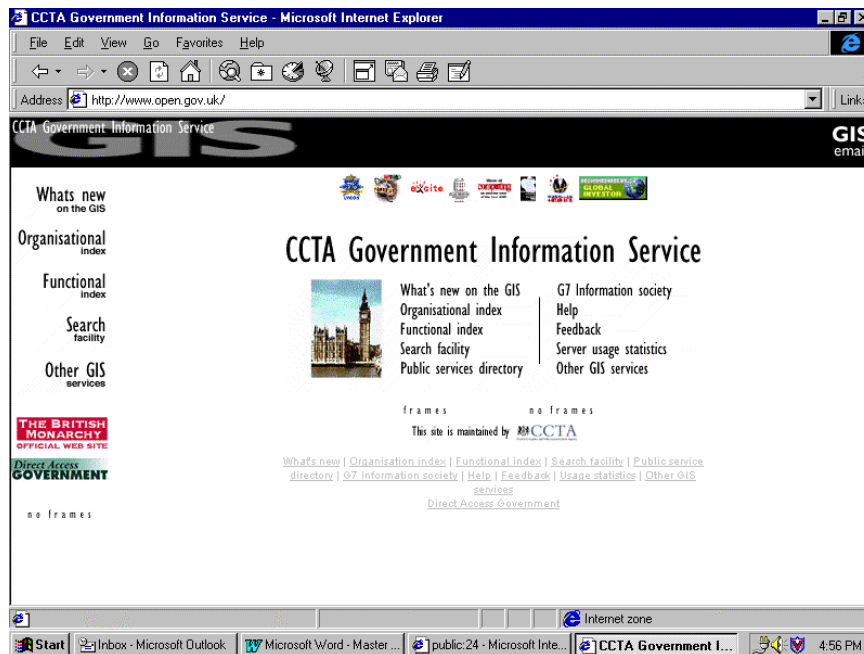 CCTA Government Information Service - Microsoft Internet Explorer
File Edit View Go Favorites Help
Address http://www.open.gov.uk/ Link
CCTA Government Information Service
GIS
GIS
emai
Whats new
on the GIS
Organisational
index
Functional
index
Search
facility
Other GIS
services
THE BRITISH
MONARCHY
OFFICIAL WEB SITE
Direct Access
GOVERNMENT
no frames
excite
GLOBAL
INVESTOR
CCTA Government Information Service
What's new on the GIS
Organisational index
Functional index
Search facility
Public services directory
G7 Information society
Help
Feedback
Server usage statistics
Other GIS services
frames no frames
This site is maintained by CCTA
What's new | Organisation index | Functional index | Search facility | Public service
directory | G7 Information society | Help | Feedback | Usage statistics | Other GIS
services
Direct Access Government
Internet zone
Start Inbox - Microsoft Outlook Microsoft Word - Master ... public:24 - Microsoft Inte... CCTA Government I... 4:56 PM